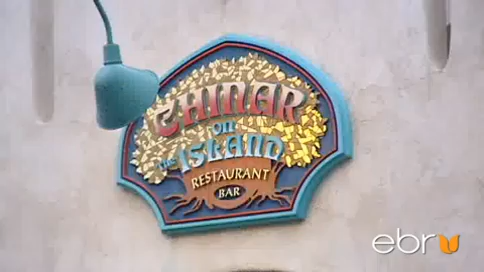 CHINAR
ON
THE ISLAND
RESTAURANT
BAR
ebru